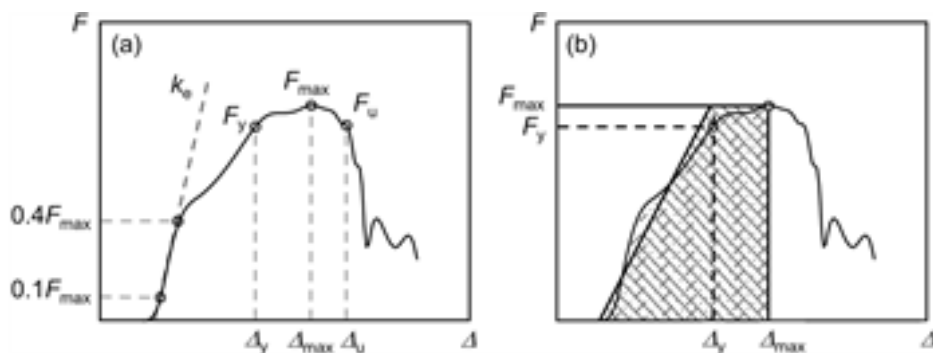 F
(a)
k_e
F_y
F_max
F_u
0.4F_max
0.1F_max
Δ_y
Δ_max
Δ_u
Δ
F
(b)
F_max
F_y
Δ_y
Δ_max
Δ